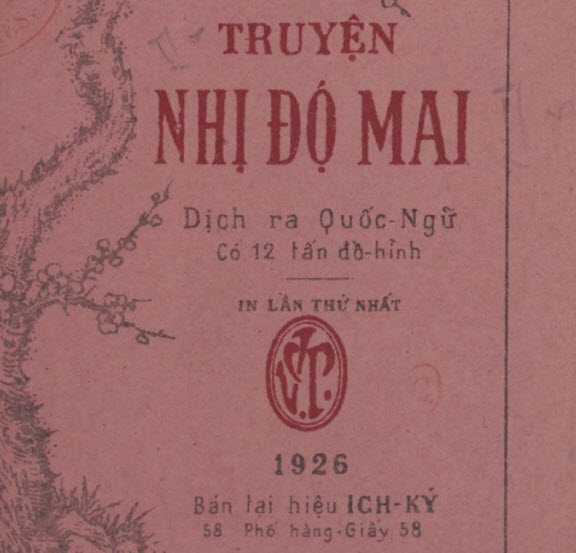 TRUYỆN
NHỊ ĐỘ MAI
Dịch ra Quốc-Ngữ
Có 12 tấn đồ-hình
IN LẦN THỨ NHẤT
V.T.
1926
Bán tại hiệu ICH-KÝ
58 Phố hàng-Giấy 58